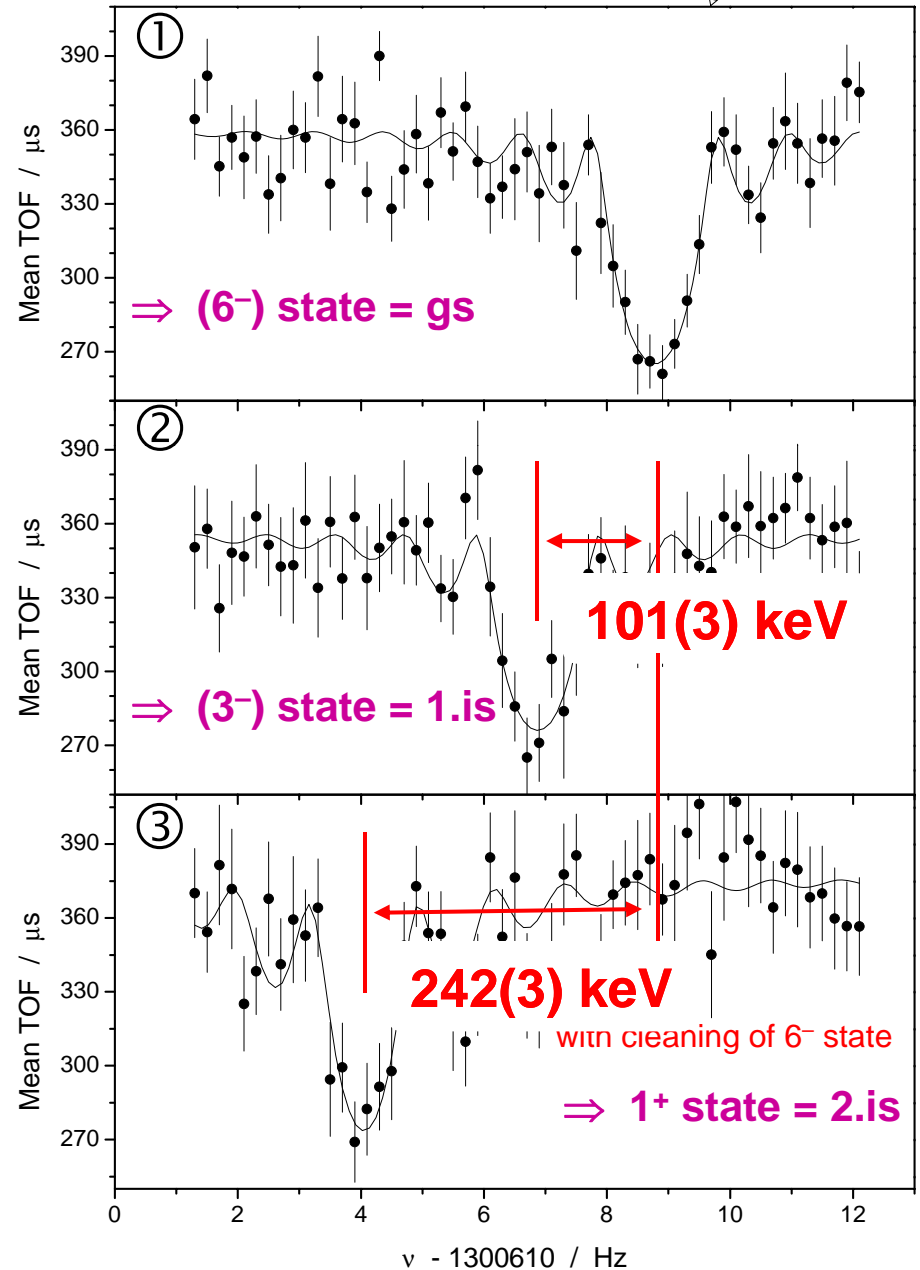 ①
390
360
330
300
270
Mean TOF / μs
⇒ (6⁻) state = gs
②
390
360
330
300
270
Mean TOF / μs
101(3) keV
⇒ (3⁻) state = 1.is
③
390
360
330
300
270
Mean TOF / μs
242(3) keV
with cleaning of 6⁻ state
⇒ 1⁺ state = 2.is
0 2 4 6 8 10 12
ν - 1300610 / Hz